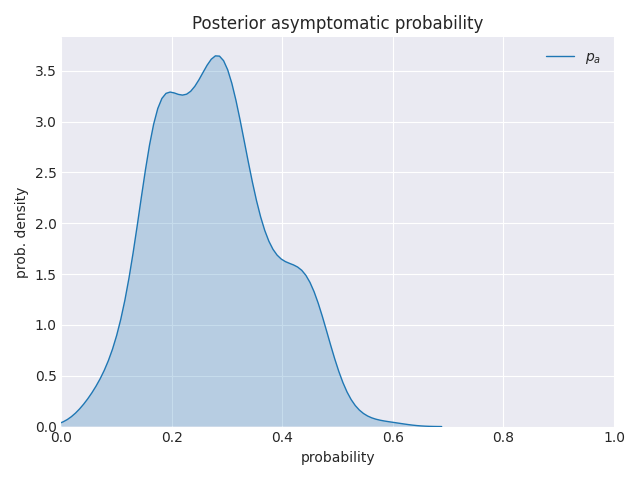 Posterior asymptomatic probability
pₐ
prob. density
3.5
3.0
2.5
2.0
1.5
1.0
0.5
0.0
0.0 0.2 0.4 0.6 0.8 1.0
probability